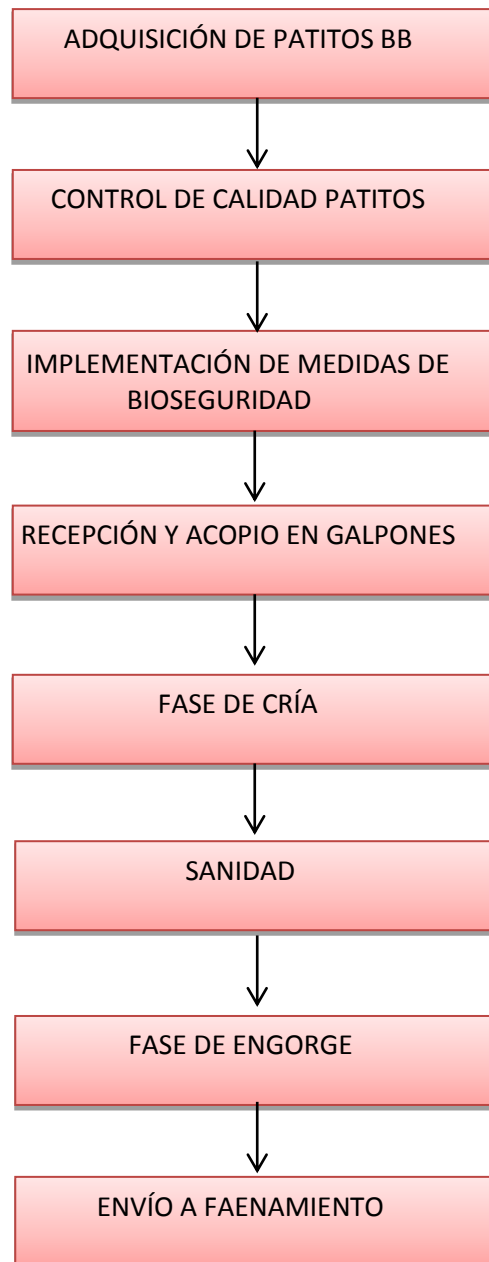 ADQUISICIÓN DE PATITOS BB
CONTROL DE CALIDAD PATITOS
IMPLEMENTACIÓN DE MEDIDAS DE
BIOSEGURIDAD
RECEPCIÓN Y ACOPIO EN GALPONES
FASE DE CRÍA
SANIDAD
FASE DE ENGORGE
ENVÍO A FAENAMIENTO